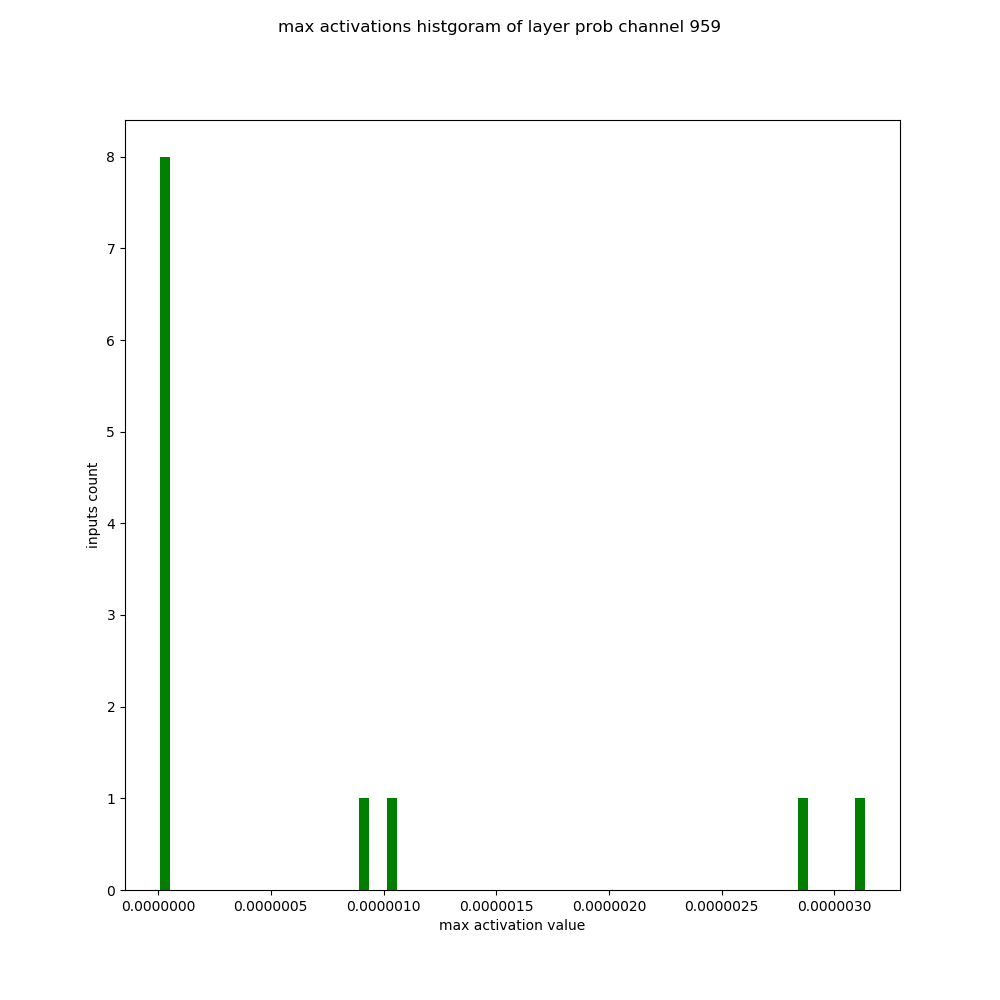 max activations histgoram of layer prob channel 959
8
7
6
5
4
3
2
1
0
inputs count
0.0000000 0.0000005 0.0000010 0.0000015 0.0000020 0.0000025 0.0000030
max activation value